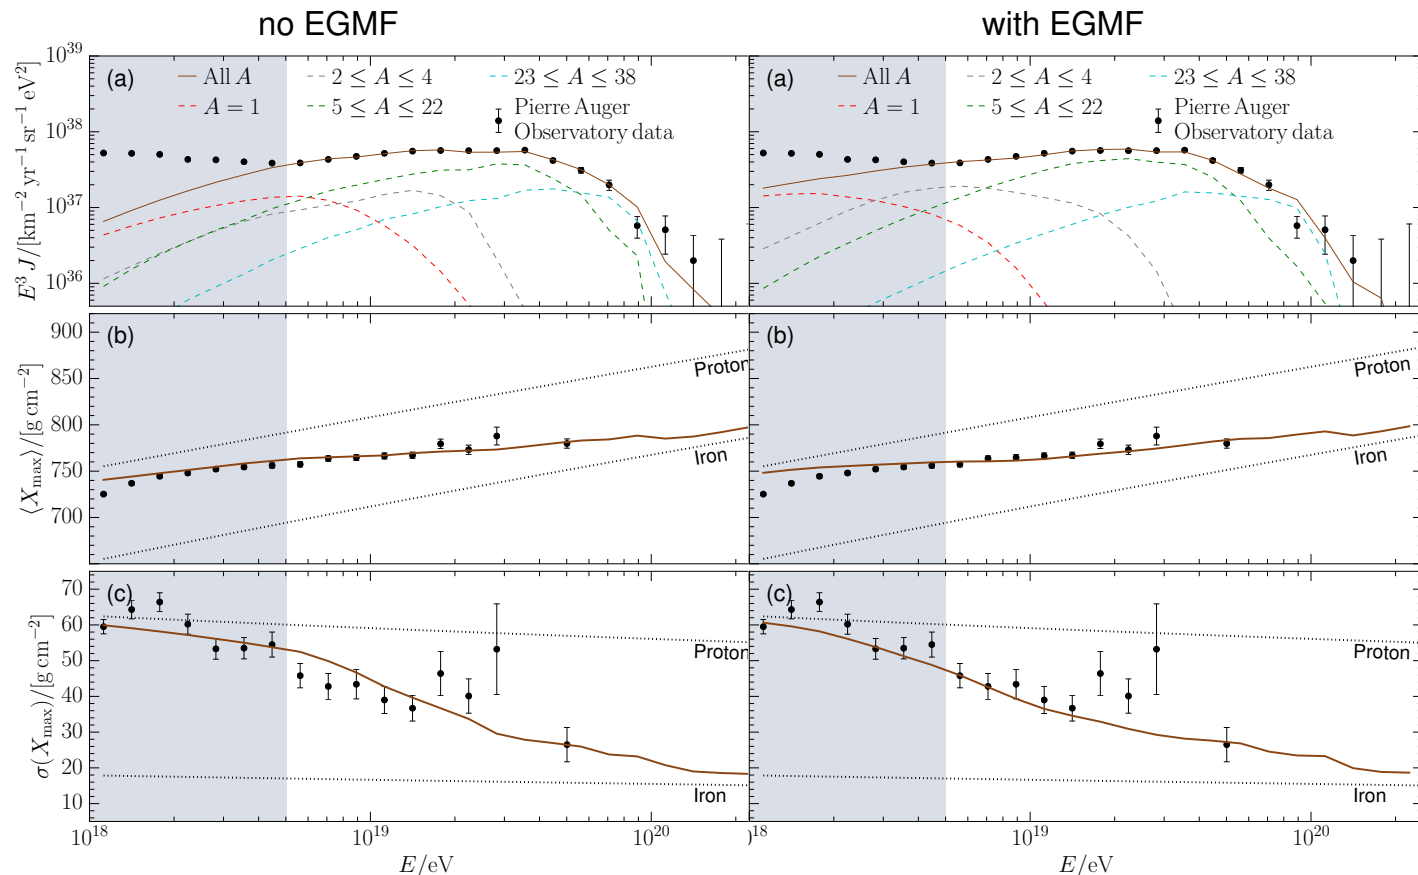 no EGMF
with EGMF
(a)
All A
A = 1
2 ≤ A ≤ 4
5 ≤ A ≤ 22
23 ≤ A ≤ 38
Pierre Auger
Observatory data
10³⁹
10³⁸
10³⁷
10³⁶
E³ J/[km⁻² yr⁻¹ sr⁻¹ eV²]
(a)
All A
A = 1
2 ≤ A ≤ 4
5 ≤ A ≤ 22
23 ≤ A ≤ 38
Pierre Auger
Observatory data
(b)
900
850
800
750
700
⟨X_max⟩/[g cm⁻²]
Proton
Iron
(b)
Proton
Iron
(c)
70
60
50
40
30
20
10
σ(X_max)/[g cm⁻²]
Proton
Iron
(c)
Proton
Iron
10¹⁸
10¹⁹
10²⁰
E/eV
)¹⁸
10¹⁹
10²⁰
E/eV